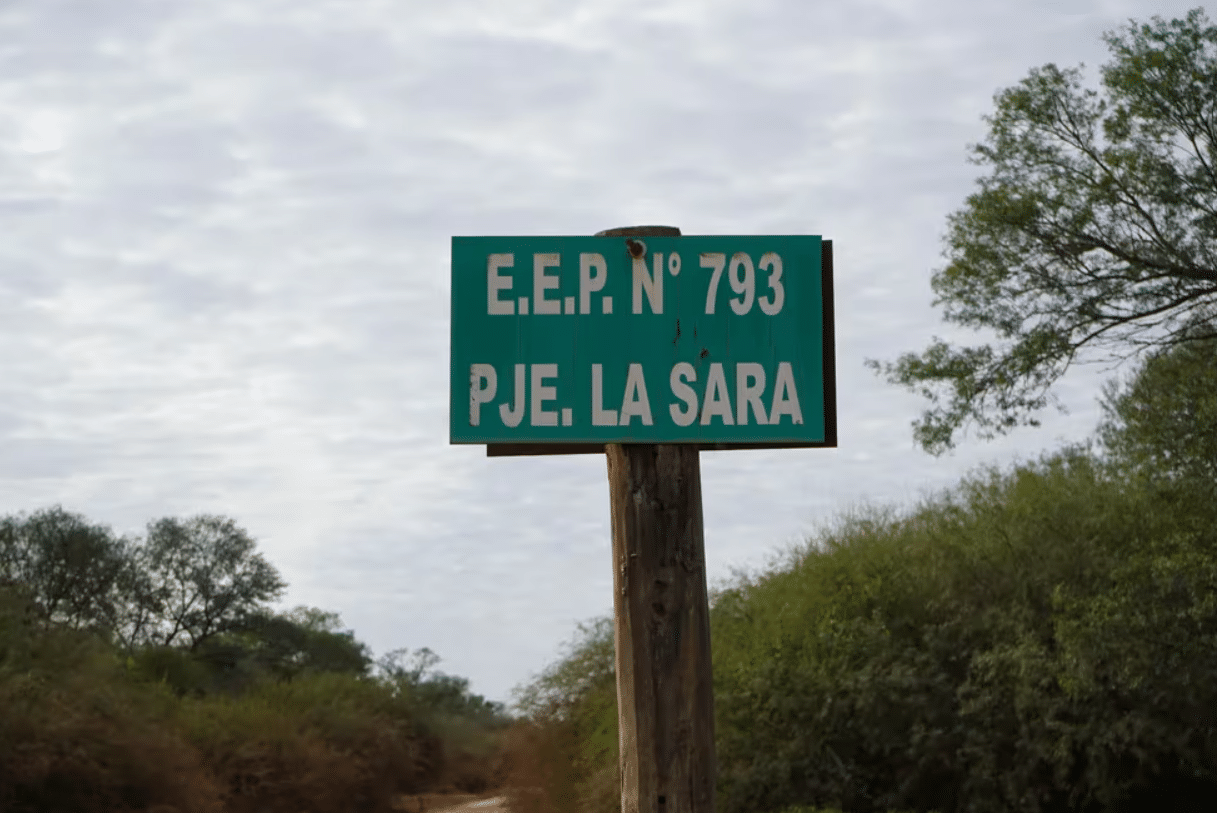 E.E.P. Nº 793
PJE. LA SARA